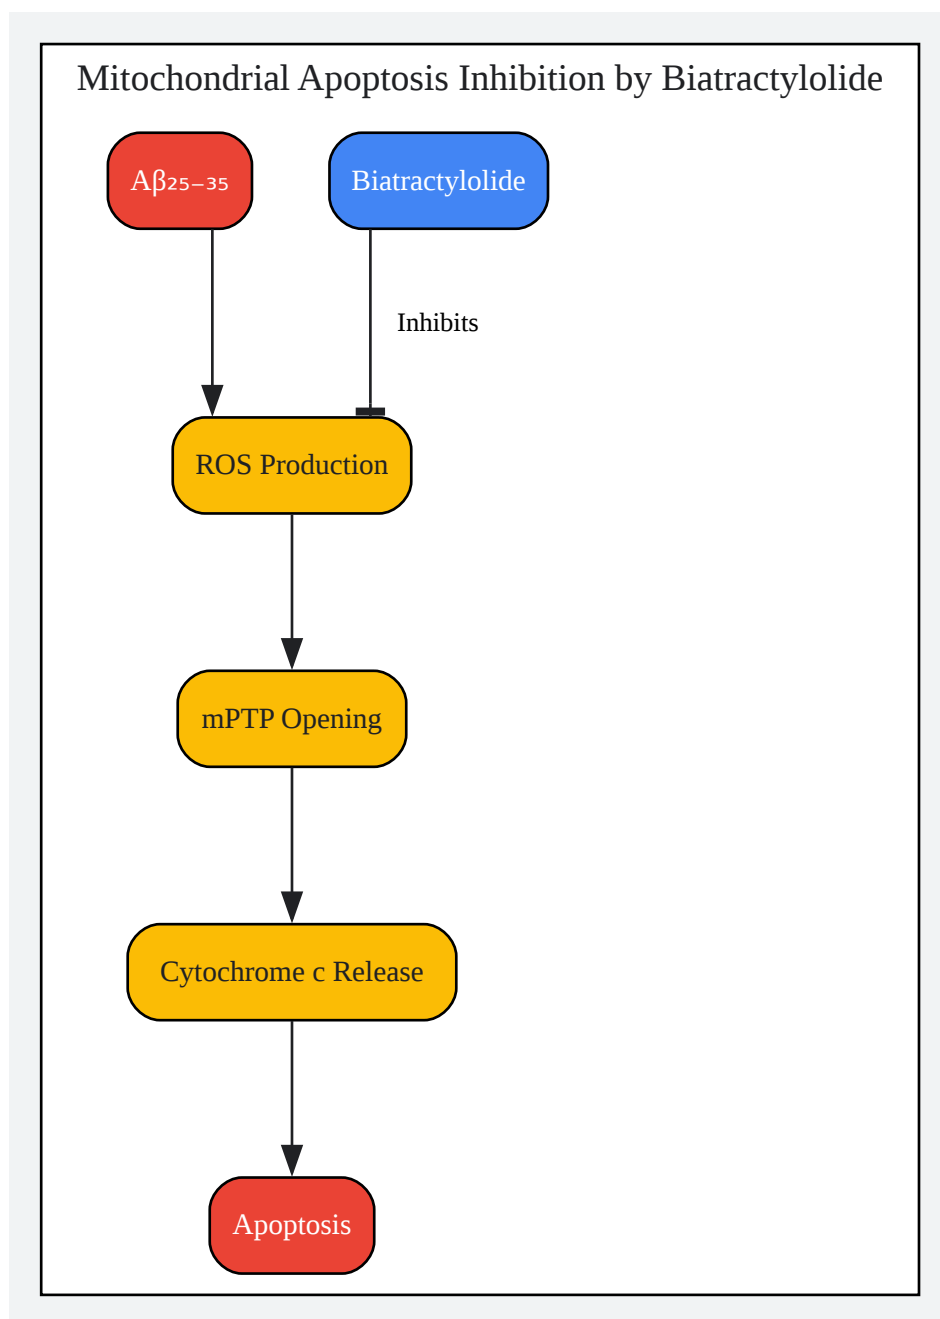 Mitochondrial Apoptosis Inhibition by Biatractylolide
Aβ₂₅₋₃₅
Biatractylolide
Inhibits
ROS Production
mPTP Opening
Cytochrome c Release
Apoptosis